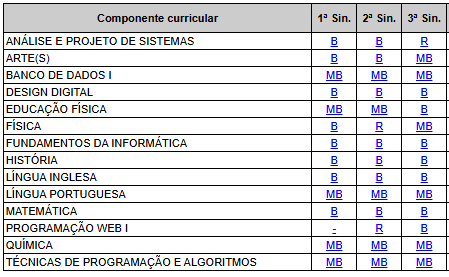 Componente curricular 1ª Sin. 2ª Sin. 3ª Sin.
ANÁLISE E PROJETO DE SISTEMAS B B R
ARTE(S) B B MB
BANCO DE DADOS I MB MB MB
DESIGN DIGITAL B B B
EDUCAÇÃO FÍSICA MB MB B
FÍSICA B R MB
FUNDAMENTOS DA INFORMÁTICA B B B
HISTÓRIA B B B
LÍNGUA INGLESA B B B
LÍNGUA PORTUGUESA MB MB MB
MATEMÁTICA B B B
PROGRAMAÇÃO WEB I - R B
QUÍMICA MB MB MB
TÉCNICAS DE PROGRAMAÇÃO E ALGORITMOS MB MB MB